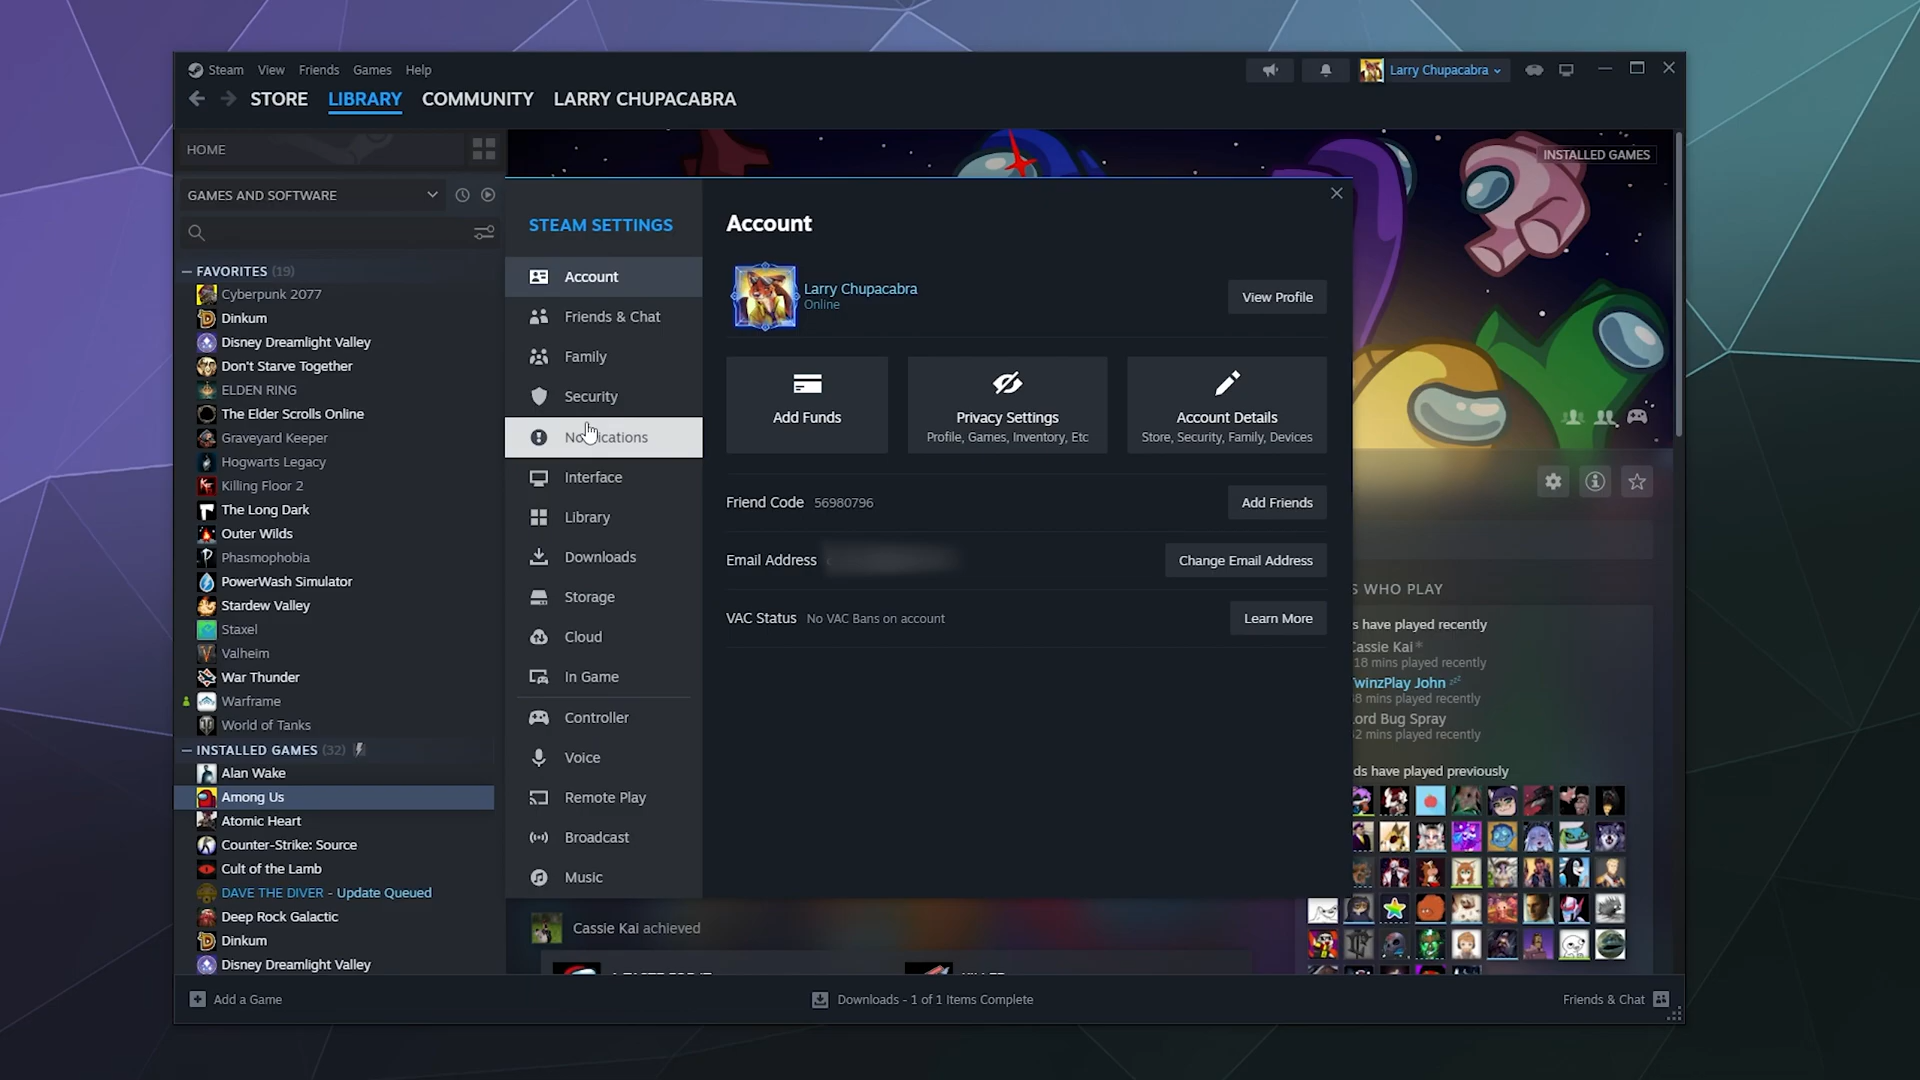 Steam View Friends Games Help
Larry Chupacabra
STORE LIBRARY COMMUNITY LARRY CHUPACABRA
HOME
INSTALLED GAMES
GAMES AND SOFTWARE
FAVORITES (19)
Cyberpunk 2077
Dinkum
Disney Dreamlight Valley
Don't Starve Together
ELDEN RING
The Elder Scrolls Online
Graveyard Keeper
Hogwarts Legacy
Killing Floor 2
The Long Dark
Outer Wilds
Phasmophobia
PowerWash Simulator
Stardew Valley
Staxel
Valheim
War Thunder
Warframe
World of Tanks
INSTALLED GAMES (32)
Alan Wake
Among Us
Atomic Heart
Counter-Strike: Source
Cult of the Lamb
DAVE THE DIVER - Update Queued
Deep Rock Galactic
Dinkum
Disney Dreamlight Valley
STEAM SETTINGS
Account
Friends & Chat
Family
Security
Notifications
Interface
Library
Downloads
Storage
Cloud
In Game
Controller
Voice
Remote Play
Broadcast
Music
Account
Larry Chupacabra
Online
View Profile
Add Funds
Privacy Settings
Profile, Games, Inventory, Etc
Account Details
Store, Security, Family, Devices
Friend Code 56980796
Add Friends
Email Address
Change Email Address
VAC Status No VAC Bans on account
Learn More
S WHO PLAY
s have played recently
Cassie Kai*
18 mins played recently
TwinzPlay John
8 mins played recently
Lord Bug Spray
2 mins played recently
ds have played previously
Cassie Kai achieved
Add a Game
Downloads - 1 of 1 Items Complete
Friends & Chat